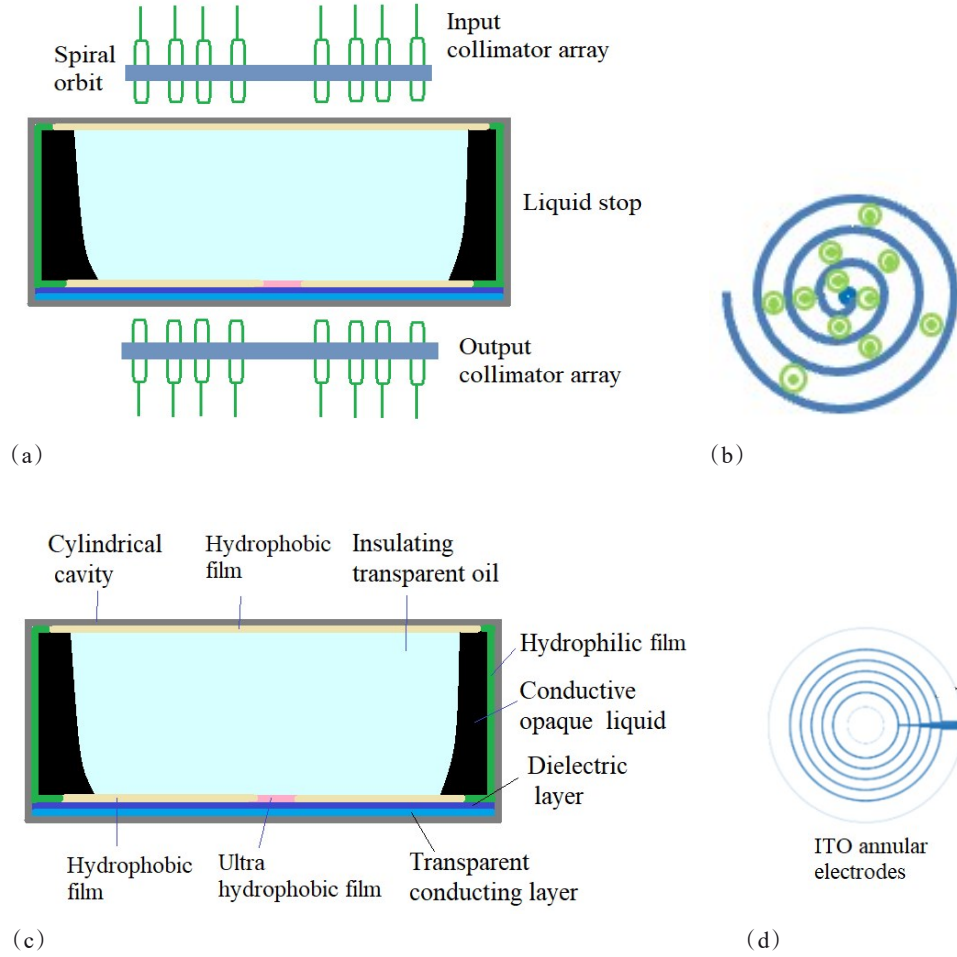 Input
collimator array
Spiral
orbit
Liquid stop
Output
collimator array
(a)
(b)
Cylindrical
cavity
Hydrophobic
film
Insulating
transparent oil
Hydrophilic film
Conductive
opaque liquid
Dielectric
layer
Hydrophobic
film
Ultra
hydrophobic film
Transparent
conducting layer
ITO annular
electrodes
(c)
(d)